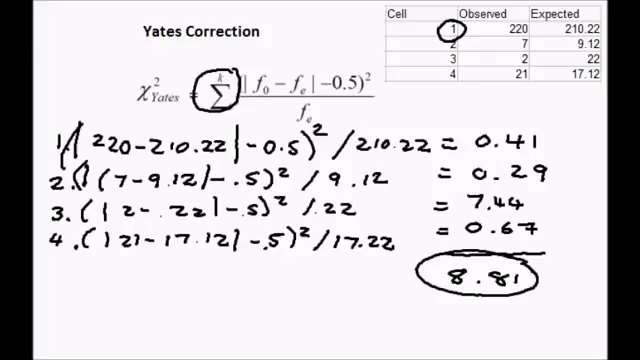 Yates Correction
Cell Observed Expected
1 220 210.22
2 7 9.12
3 2 22
4 21 17.12
χ²Yates = Σ^k (| f₀ − fₑ | −0.5)² / fₑ
1. (| 220-210.22 | - 0.5)² / 210.22 = 0.41
2. (| 7-9.12 | - .5)² / 9.12 = 0.29
3. (| 2- .22 | - .5)² / .22 = 7.44
4. (| 21- 17.12 | - .5)² / 17.22 = 0.67
8.81